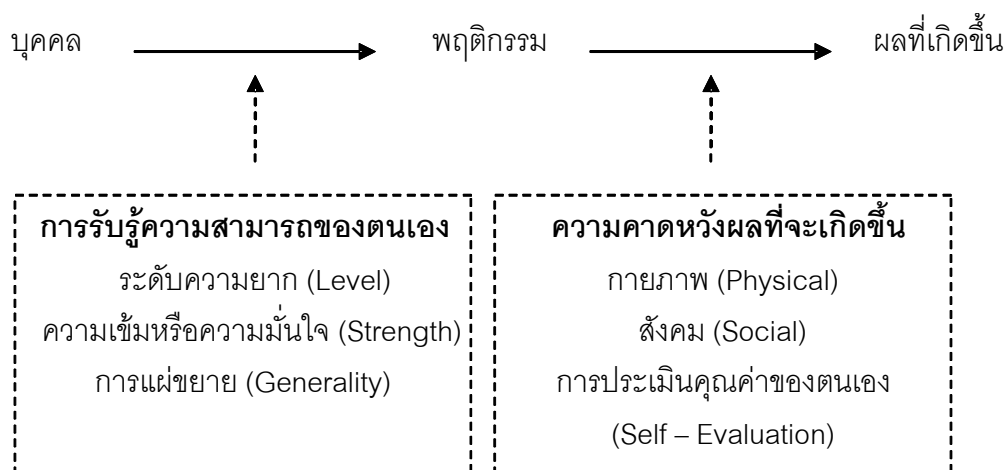 บุคคล พฤติกรรม ผลที่เกิดขึ้น
การรับรู้ความสามารถของตนเอง
ระดับความยาก (Level)
ความเข้มหรือความมั่นใจ (Strength)
การแผ่ขยาย (Generality)
ความคาดหวังผลที่จะเกิดขึ้น
กายภาพ (Physical)
สังคม (Social)
การประเมินคุณค่าของตนเอง
(Self – Evaluation)